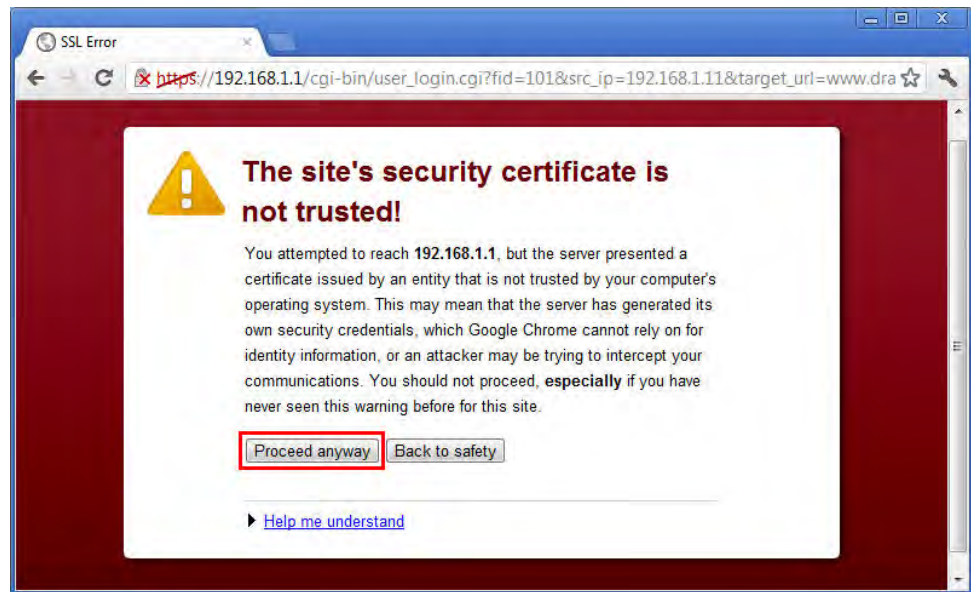 SSL Error
https://192.168.1.1/cgi-bin/user_login.cgi?fid=101&src_ip=192.168.1.11&target_url=www.dra
The site's security certificate is
not trusted!
You attempted to reach 192.168.1.1, but the server presented a
certificate issued by an entity that is not trusted by your computer's
operating system. This may mean that the server has generated its
own security credentials, which Google Chrome cannot rely on for
identity information, or an attacker may be trying to intercept your
communications. You should not proceed, especially if you have
never seen this warning before for this site.
Proceed anyway Back to safety
Help me understand